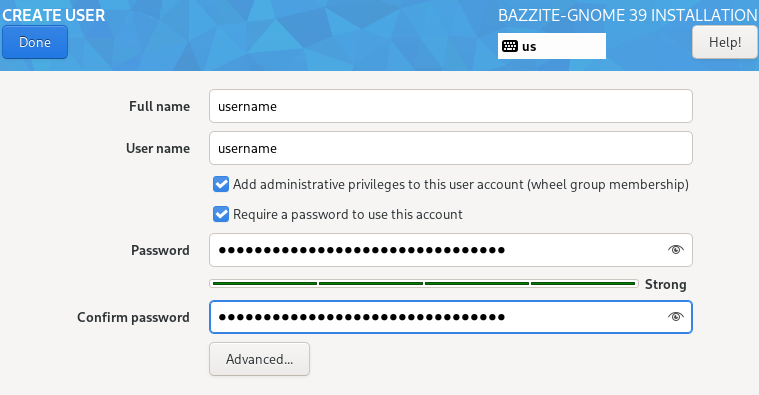 CREATE USER
BAZZITE-GNOME 39 INSTALLATION
Done
us
Help!
Full name
username
User name
username
Add administrative privileges to this user account (wheel group membership)
Require a password to use this account
Password
••••••••••••••••••••••••••••••••
Strong
Confirm password
••••••••••••••••••••••••••••••••
Advanced...